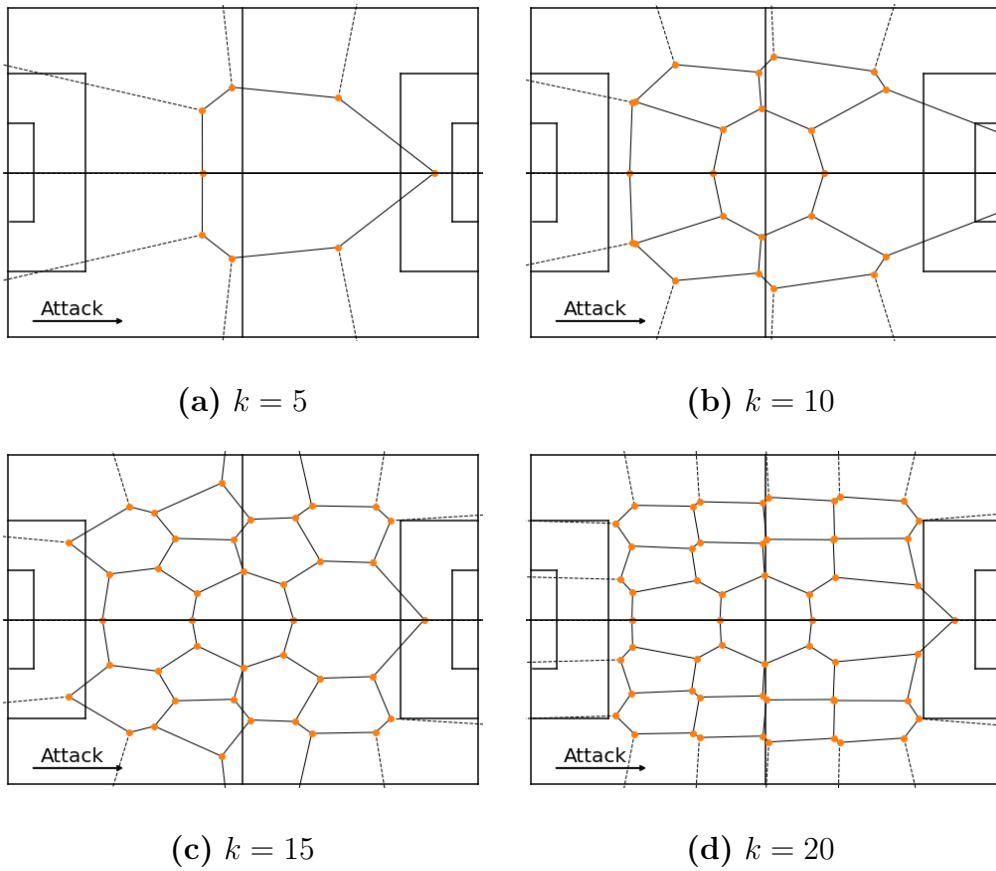 Attack
Attack
(a) k = 5
(b) k = 10
Attack
Attack
(c) k = 15
(d) k = 20